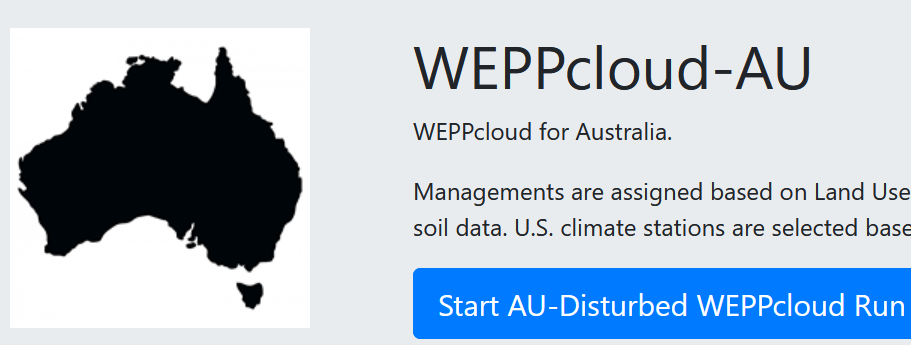 WEPPcloud-AU
WEPPcloud for Australia.
Managements are assigned based on Land Use
soil data. U.S. climate stations are selected base
Start AU-Disturbed WEPPcloud Run